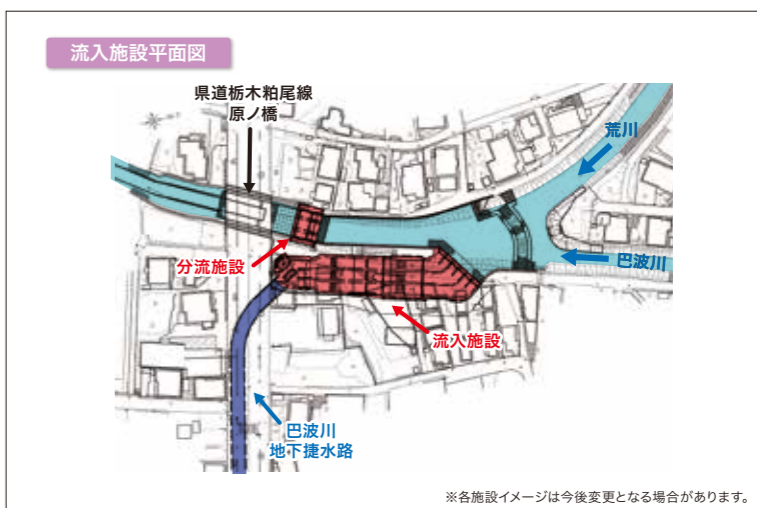 流入施設平面図
県道栃木粕尾線
原ノ橋
荒川
巴波川
分流施設
流入施設
巴波川
地下捷水路
※各施設イメージは今後変更となる場合があります。